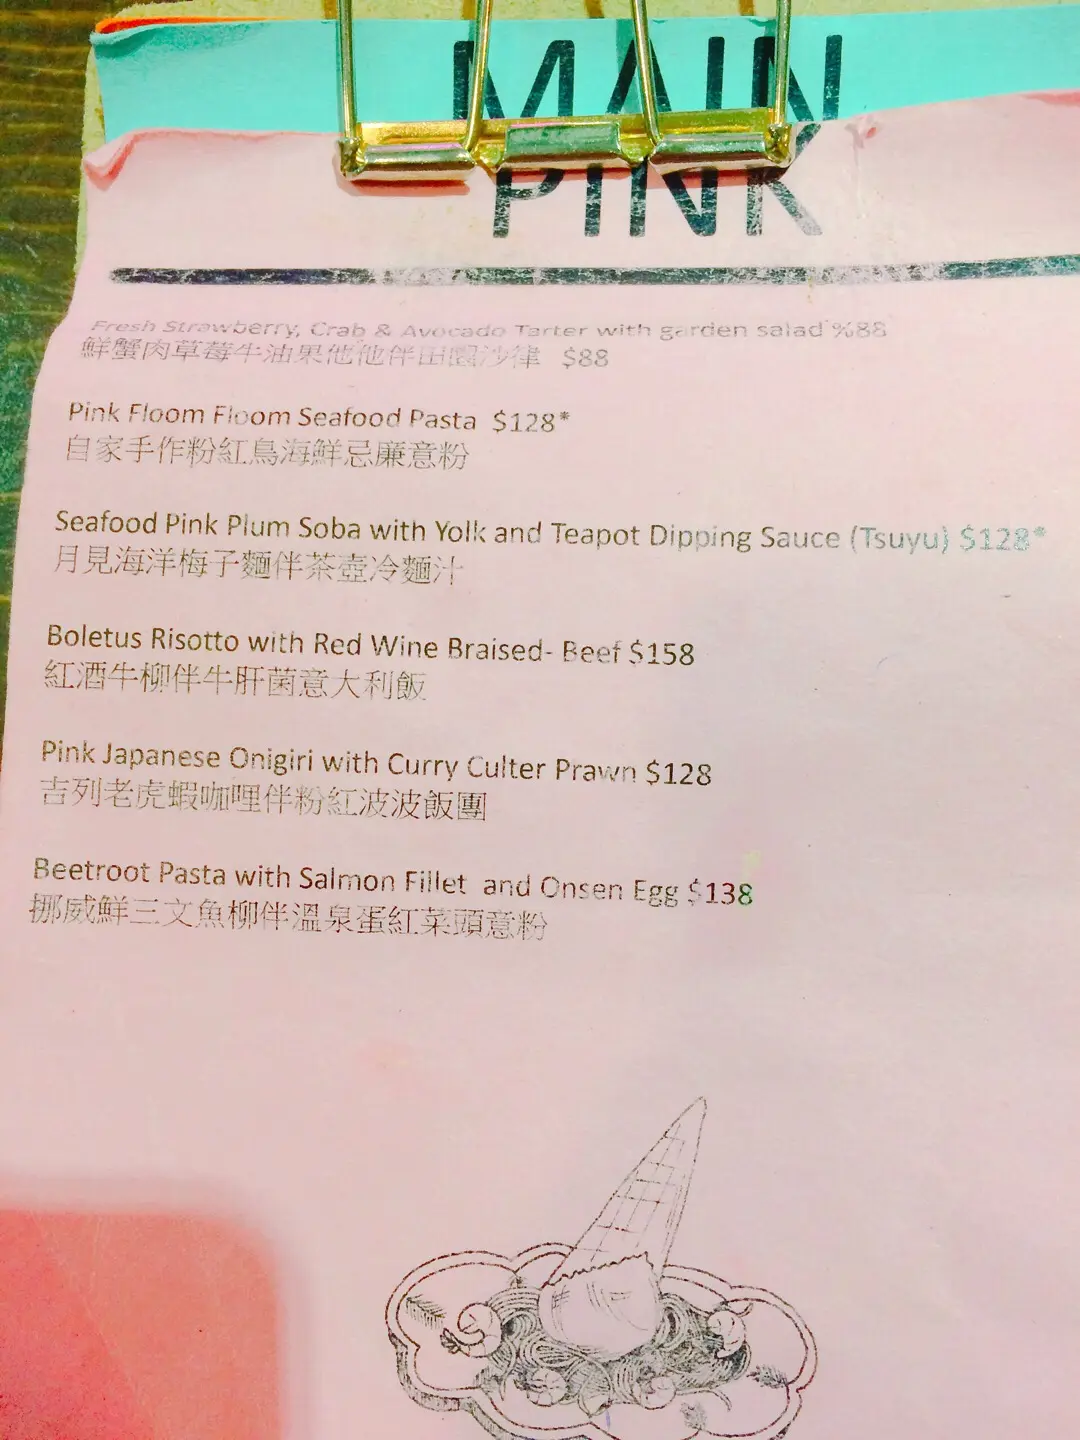 MAIN
PINK
Fresh Strawberry, Crab & Avocado Tarter with garden salad %88
鮮蟹肉草莓牛油果他他伴田園沙律 $88
Pink Floom Floom Seafood Pasta $128*
自家手作粉紅鳥海鮮忌廉意粉
Seafood Pink Plum Soba with Yolk and Teapot Dipping Sauce (Tsuyu) $128*
月見海洋梅子麵伴茶壺冷麵汁
Boletus Risotto with Red Wine Braised- Beef $158
紅酒牛柳伴牛肝菌意大利飯
Pink Japanese Onigiri with Curry Culter Prawn $128
吉列老虎蝦咖哩伴粉紅波波飯團
Beetroot Pasta with Salmon Fillet and Onsen Egg $138
挪威鮮三文魚柳伴溫泉蛋紅菜頭意粉